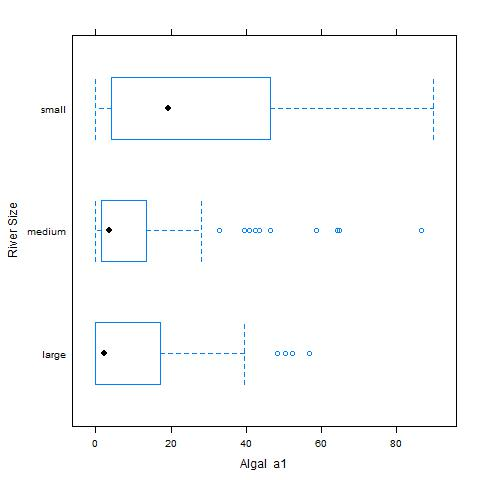 small
medium
large
River Size
0 20 40 60 80
Algal a1